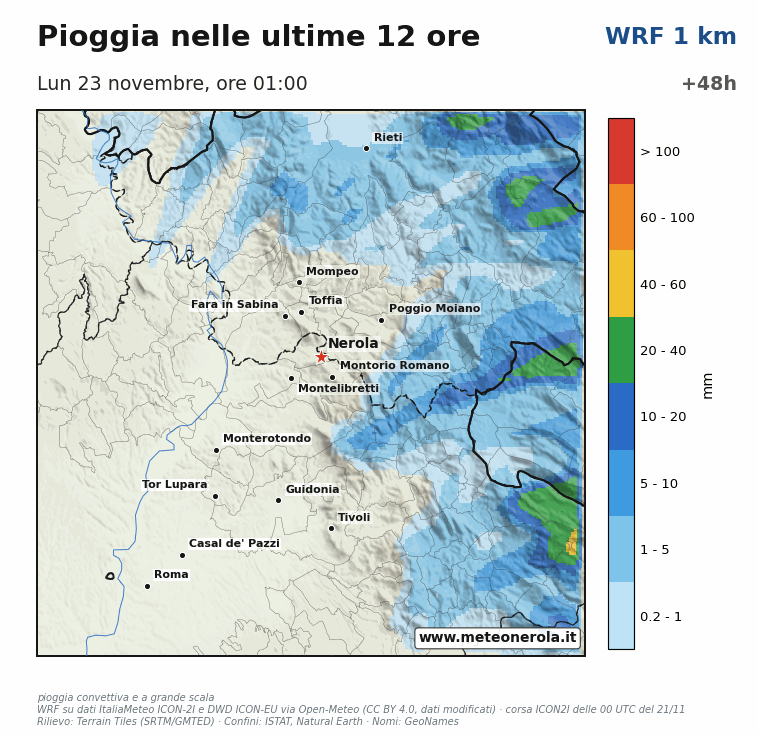 Pioggia nelle ultime 12 ore
WRF 1 km
Lun 23 novembre, ore 01:00
+48h
Rieti
Mompeo
Fara in Sabina
Toffia
Poggio Moiano
Nerola
Montorio Romano
Montelibretti
Monterotondo
Tor Lupara
Guidonia
Tivoli
Casal de' Pazzi
Roma
www.meteonerola.it
> 100
60 - 100
40 - 60
20 - 40
10 - 20
5 - 10
1 - 5
0.2 - 1
mm
pioggia convettiva e a grande scala
WRF su dati ItaliaMeteo ICON-2I e DWD ICON-EU via Open-Meteo (CC BY 4.0, dati modificati) · corsa ICON2I delle 00 UTC del 21/11
Rilievo: Terrain Tiles (SRTM/GMTED) · Confini: ISTAT, Natural Earth · Nomi: GeoNames